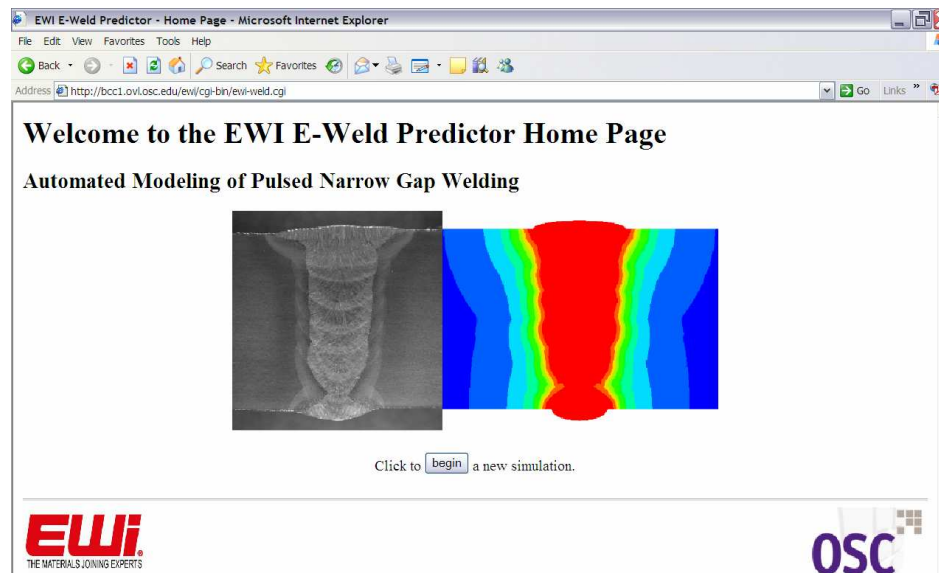 EWI E-Weld Predictor - Home Page - Microsoft Internet Explorer
File Edit View Favorites Tools Help
Back Search Favorites
Address http://bcc1.ovl.osc.edu/ewi/cgi-bin/ewi-weld.cgi Go Links »
Welcome to the EWI E-Weld Predictor Home Page
Automated Modeling of Pulsed Narrow Gap Welding
Click to begin a new simulation.
EWi®
THE MATERIALS JOINING EXPERTS
OSC